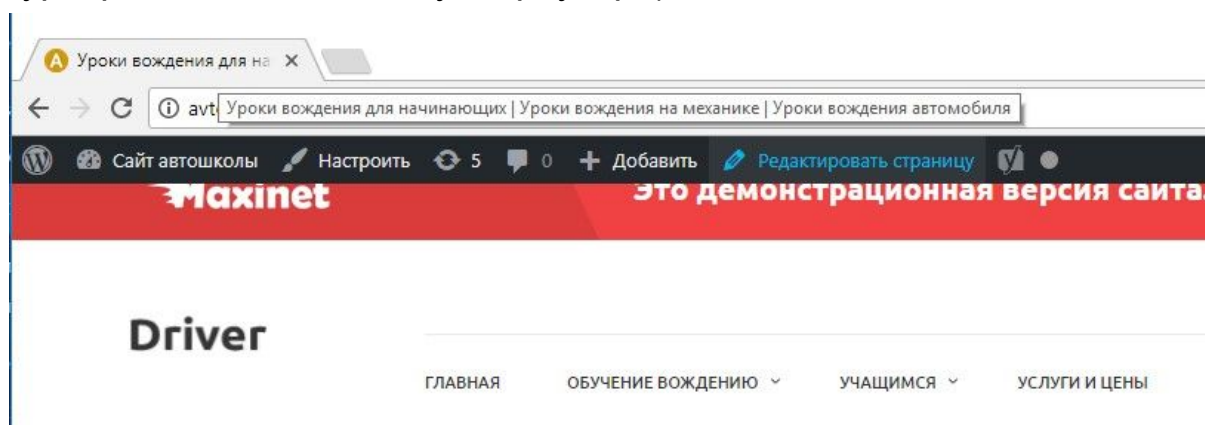 Уроки вождения для на
avt
Уроки вождения для начинающих | Уроки вождения на механике | Уроки вождения автомобиля
Сайт автошколы Настроить 5 0 Добавить Редактировать страницу
Maxinet Это демонстрационная версия сайта.
Driver
ГЛАВНАЯ ОБУЧЕНИЕ ВОЖДЕНИЮ УЧАЩИМСЯ УСЛУГИ И ЦЕНЫ